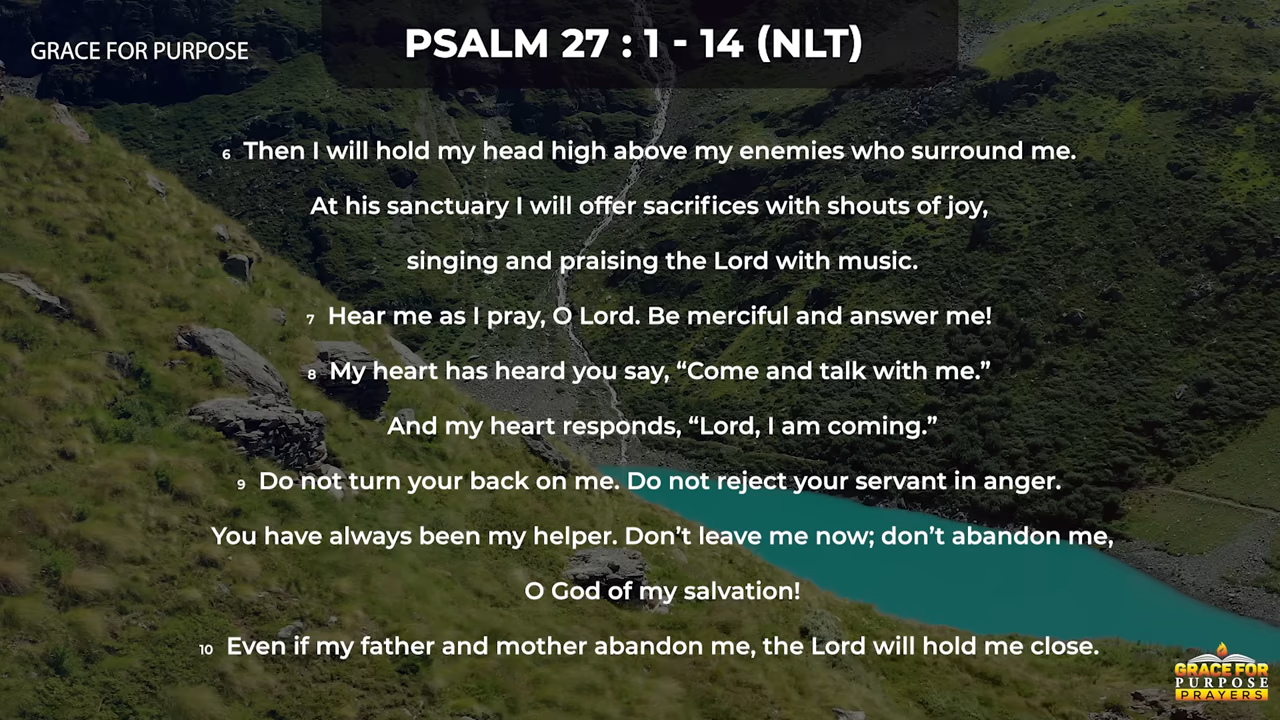 GRACE FOR PURPOSE
PSALM 27 : 1 - 14 (NLT)
6 Then I will hold my head high above my enemies who surround me.
At his sanctuary I will offer sacrifices with shouts of joy,
singing and praising the Lord with music.
7 Hear me as I pray, O Lord. Be merciful and answer me!
8 My heart has heard you say, “Come and talk with me.”
And my heart responds, “Lord, I am coming.”
9 Do not turn your back on me. Do not reject your servant in anger.
You have always been my helper. Don’t leave me now; don’t abandon me,
O God of my salvation!
10 Even if my father and mother abandon me, the Lord will hold me close.
GRACE FOR
PURPOSE
PRAYERS